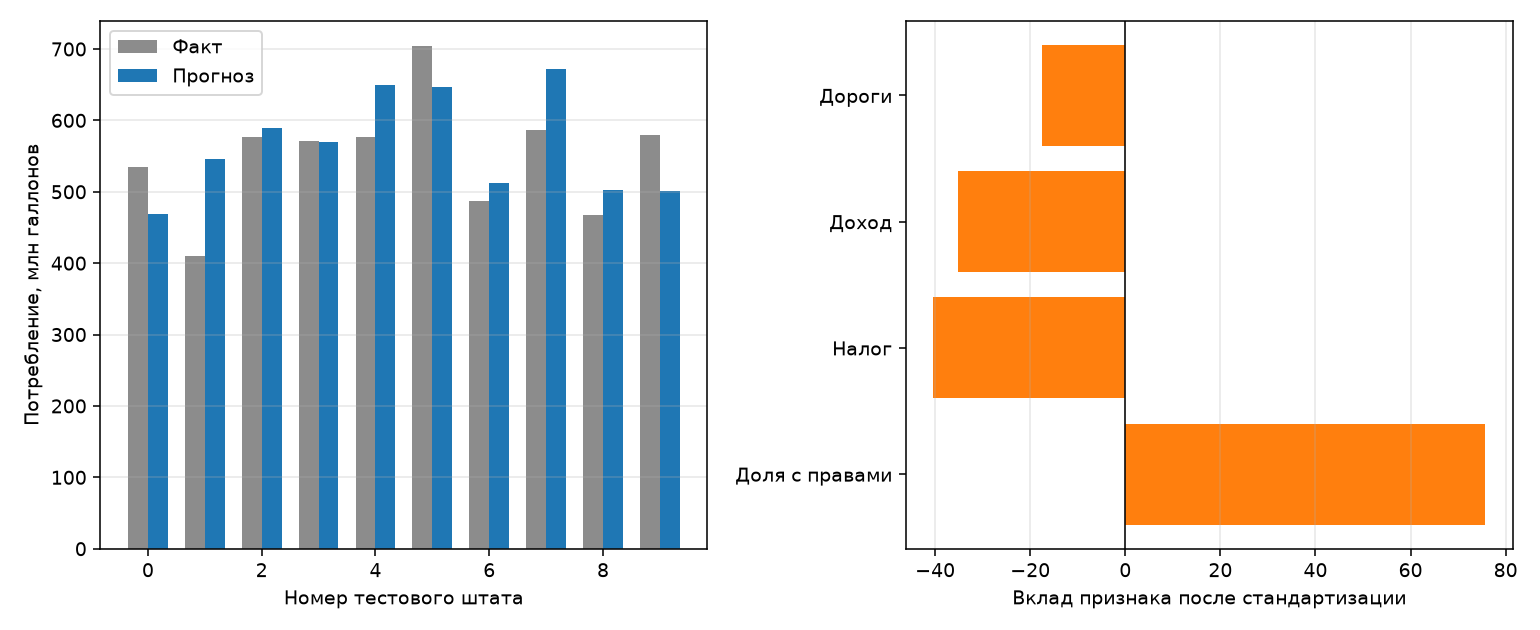 Факт
Прогноз
Потребление, млн галлонов
700
600
500
400
300
200
100
0
0 2 4 6 8
Номер тестового штата
Дороги
Доход
Налог
Доля с правами
−40 −20 0 20 40 60 80
Вклад признака после стандартизации